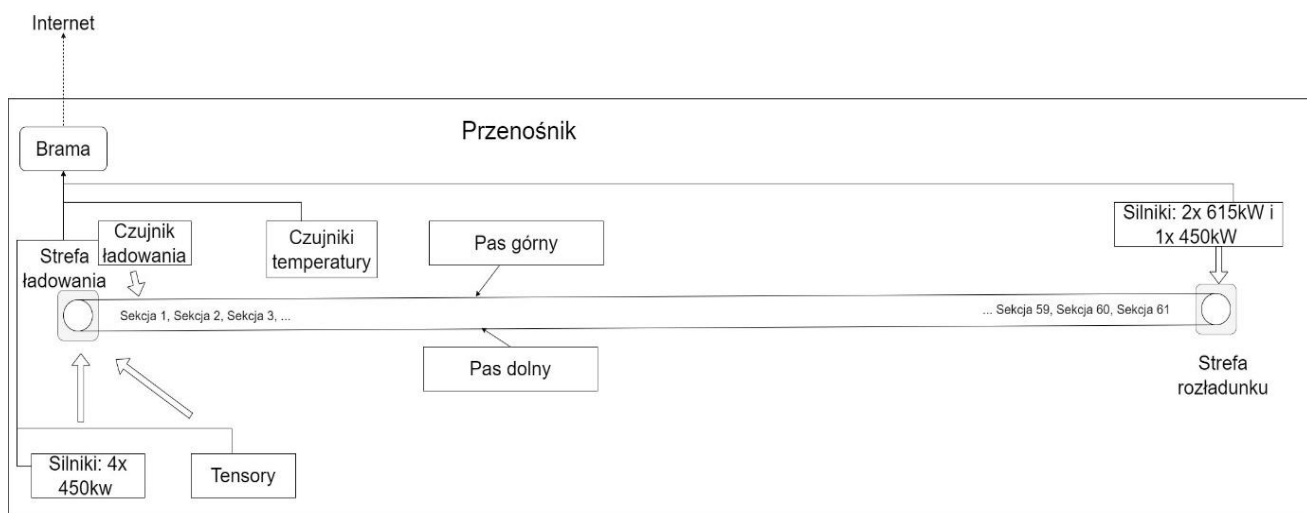 Internet
Przenośnik
Brama
Silniki: 2x 615kW i
1x 450kW
Czujnik
ładowania
Czujniki
temperatury
Pas górny
Strefa
ładowania
Sekcja 1, Sekcja 2, Sekcja 3, ...
... Sekcja 59, Sekcja 60, Sekcja 61
Pas dolny
Strefa
rozładunku
Silniki: 4x
450kw
Tensory